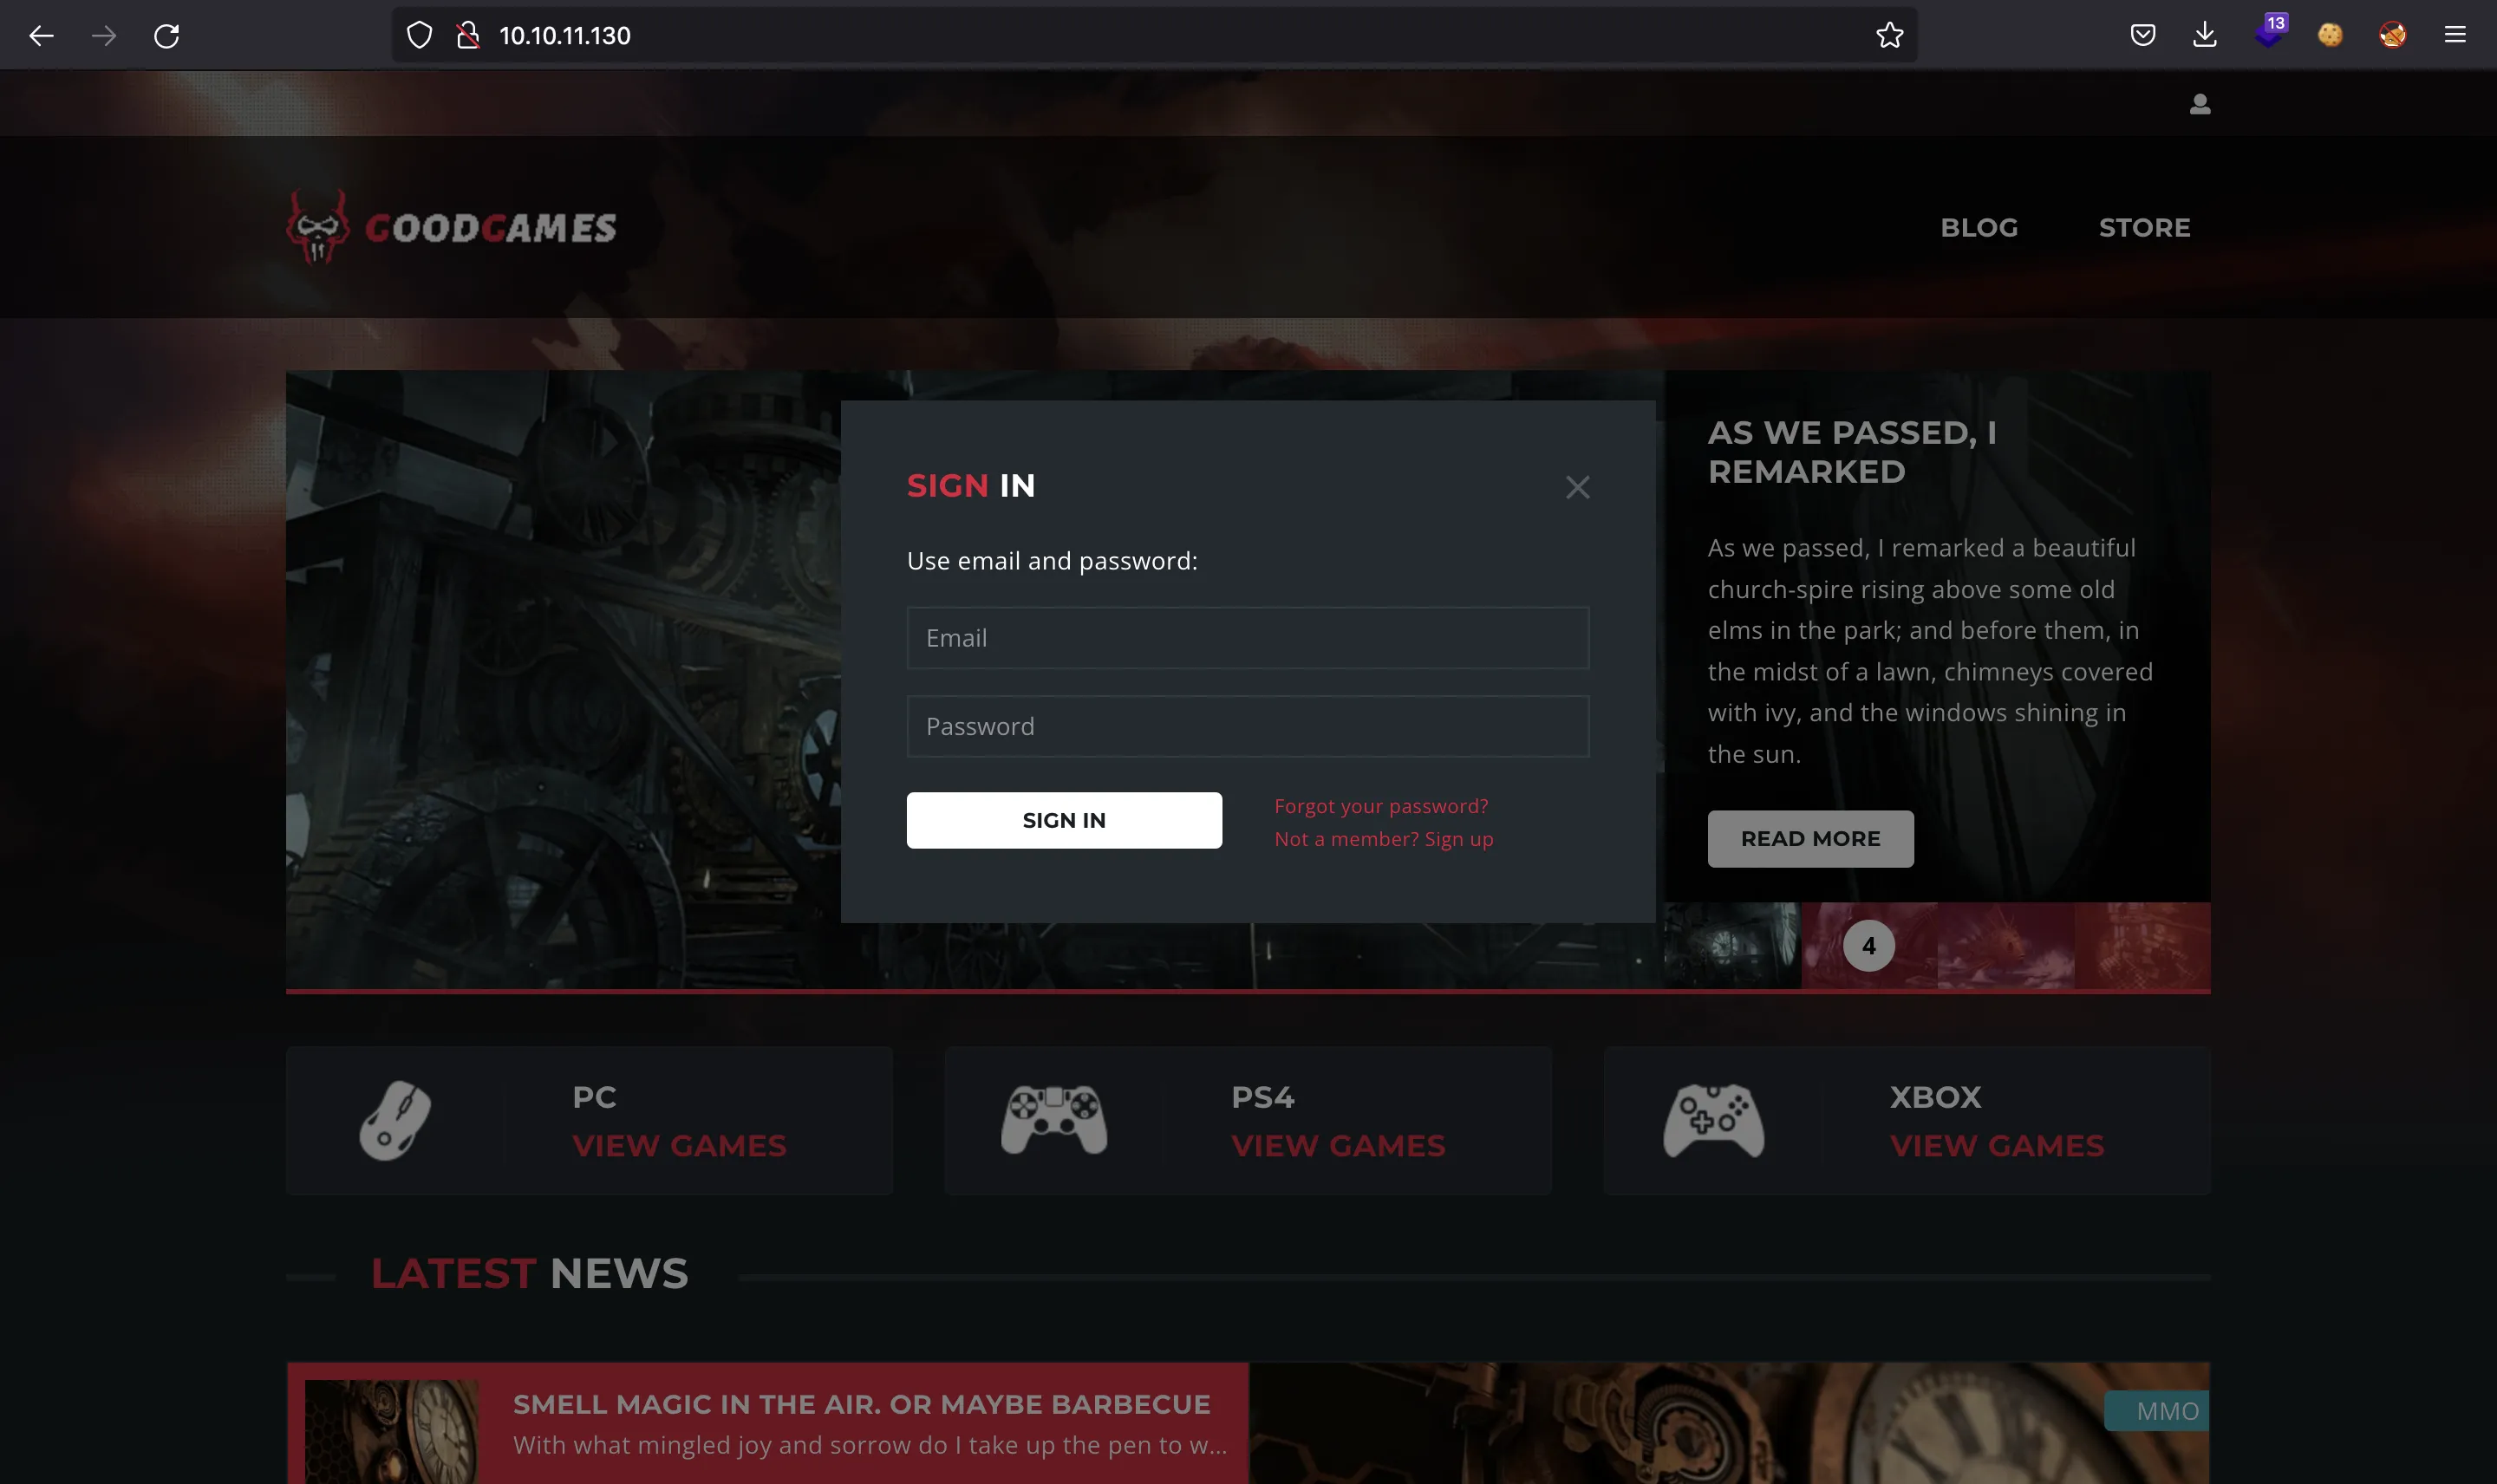 10.10.11.130
13
GOODGAMES
BLOG
STORE
SIGN IN
Use email and password:
Email
Password
SIGN IN
Forgot your password?
Not a member? Sign up
AS WE PASSED, I
REMARKED
As we passed, I remarked a beautiful
church-spire rising above some old
elms in the park; and before them, in
the midst of a lawn, chimneys covered
with ivy, and the windows shining in
the sun.
READ MORE
4
PC
VIEW GAMES
PS4
VIEW GAMES
XBOX
VIEW GAMES
LATEST NEWS
SMELL MAGIC IN THE AIR. OR MAYBE BARBECUE
With what mingled joy and sorrow do I take up the pen to w...
MMO